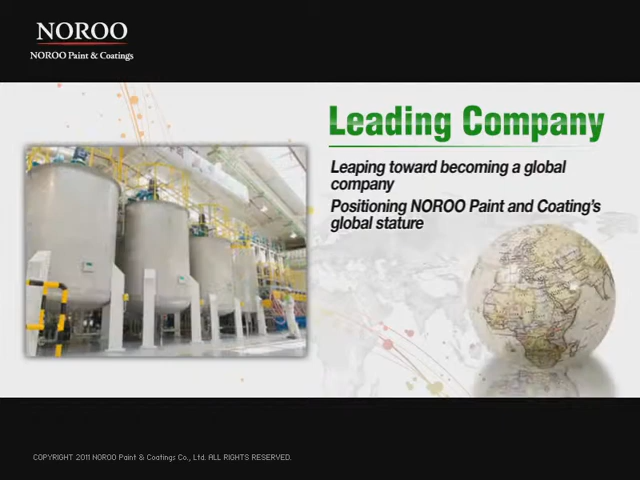 NOROO
NOROO Paint & Coatings
Leading Company
Leaping toward becoming a global
company
Positioning NOROO Paint and Coating's
global stature
COPYRIGHT 2011 NOROO Paint & Coatings Co., Ltd. ALL RIGHTS RESERVED.